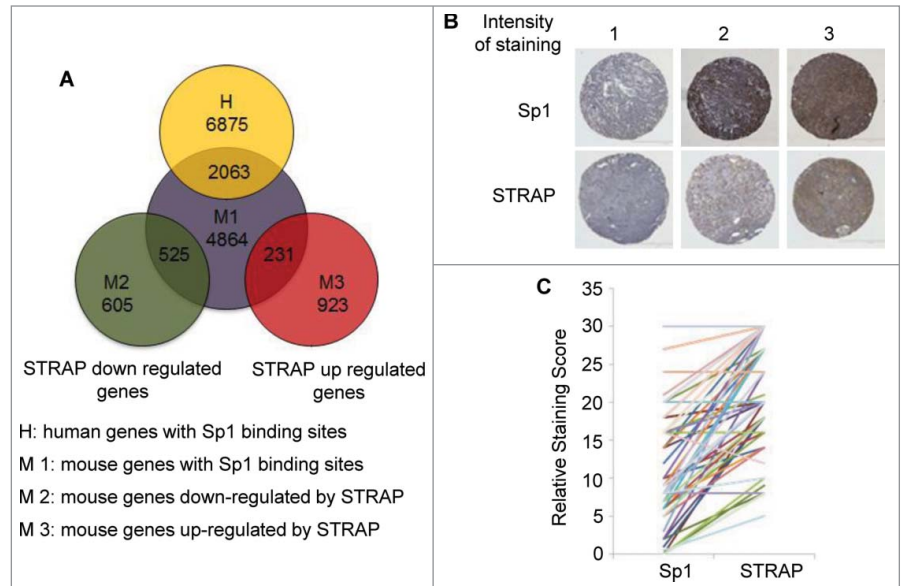 A
H
6875
2063
M1
4864
525
231
M2
605
M3
923
STRAP down regulated
genes
STRAP up regulated
genes
H: human genes with Sp1 binding sites
M 1: mouse genes with Sp1 binding sites
M 2: mouse genes down-regulated by STRAP
M 3: mouse genes up-regulated by STRAP
B
Intensity
of staining
1
2
3
Sp1
STRAP
C
Relative Staining Score
35
30
25
20
15
10
5
0
Sp1
STRAP